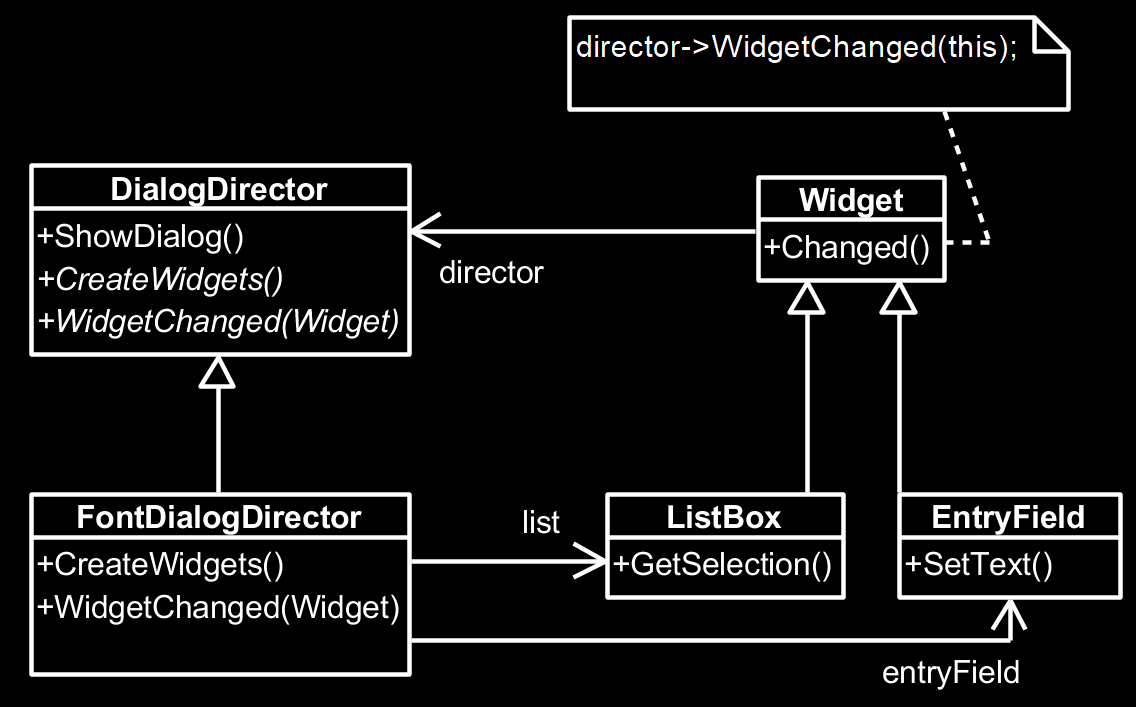 director->WidgetChanged(this);
DialogDirector
+ShowDialog()
+CreateWidgets()
+WidgetChanged(Widget)
director
Widget
+Changed()
FontDialogDirector
+CreateWidgets()
+WidgetChanged(Widget)
list
ListBox
+GetSelection()
EntryField
+SetText()
entryField